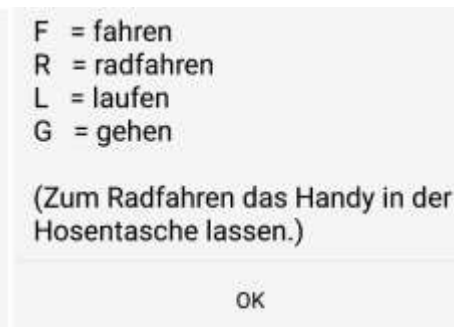 F = fahren
R = radfahren
L = laufen
G = gehen
(Zum Radfahren das Handy in der
Hosentasche lassen.)
OK